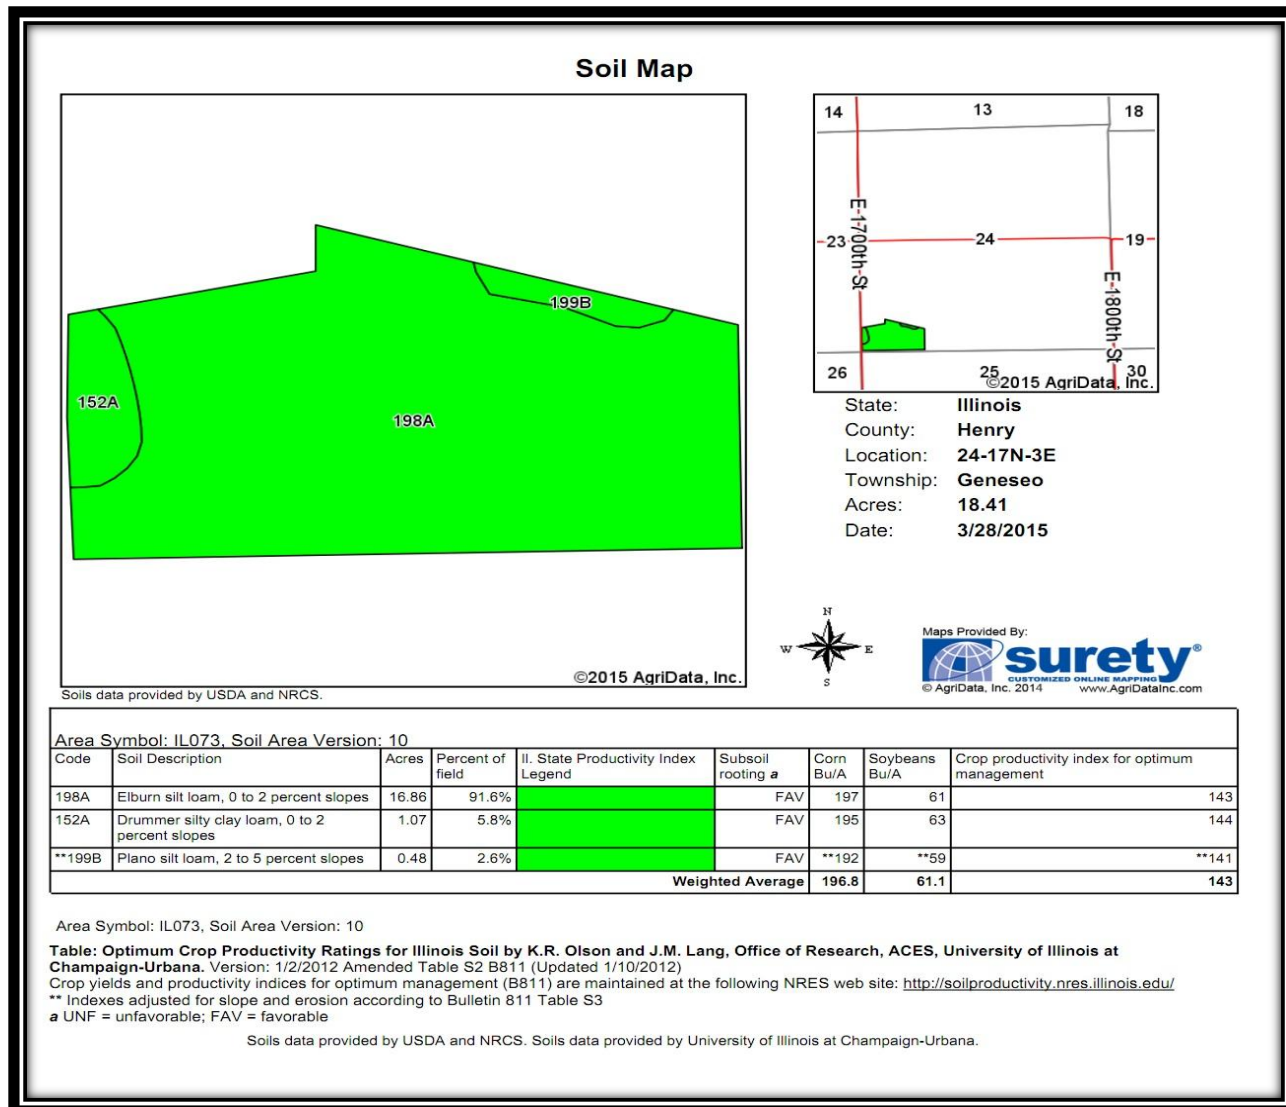 Soil Map
199B
152A
198A
©2015 AgriData, Inc.
Soils data provided by USDA and NRCS.
14 13 18
E 1700th St
23 24 19
E 1800th St
26 25 30
©2015 AgriData, Inc.
State: Illinois
County: Henry
Location: 24-17N-3E
Township: Geneseo
Acres: 18.41
Date: 3/28/2015
N
W E
S
Maps Provided By:
surety®
CUSTOMIZED ONLINE MAPPING
© AgriData, Inc. 2014 www.AgriDataInc.com
Area Symbol: IL073, Soil Area Version: 10
Code Soil Description Acres Percent of field II. State Productivity Index Legend Subsoil rooting a Corn Bu/A Soybeans Bu/A Crop productivity index for optimum management
198A Elburn silt loam, 0 to 2 percent slopes 16.86 91.6% FAV 197 61 143
152A Drummer silty clay loam, 0 to 2 percent slopes 1.07 5.8% FAV 195 63 144
**199B Plano silt loam, 2 to 5 percent slopes 0.48 2.6% FAV **192 **59 **141
Weighted Average 196.8 61.1 143
Area Symbol: IL073, Soil Area Version: 10
Table: Optimum Crop Productivity Ratings for Illinois Soil by K.R. Olson and J.M. Lang, Office of Research, ACES, University of Illinois at
Champaign-Urbana. Version: 1/2/2012 Amended Table S2 B811 (Updated 1/10/2012)
Crop yields and productivity indices for optimum management (B811) are maintained at the following NRES web site: http://soilproductivity.nres.illinois.edu/
** Indexes adjusted for slope and erosion according to Bulletin 811 Table S3
a UNF = unfavorable; FAV = favorable
Soils data provided by USDA and NRCS. Soils data provided by University of Illinois at Champaign-Urbana.